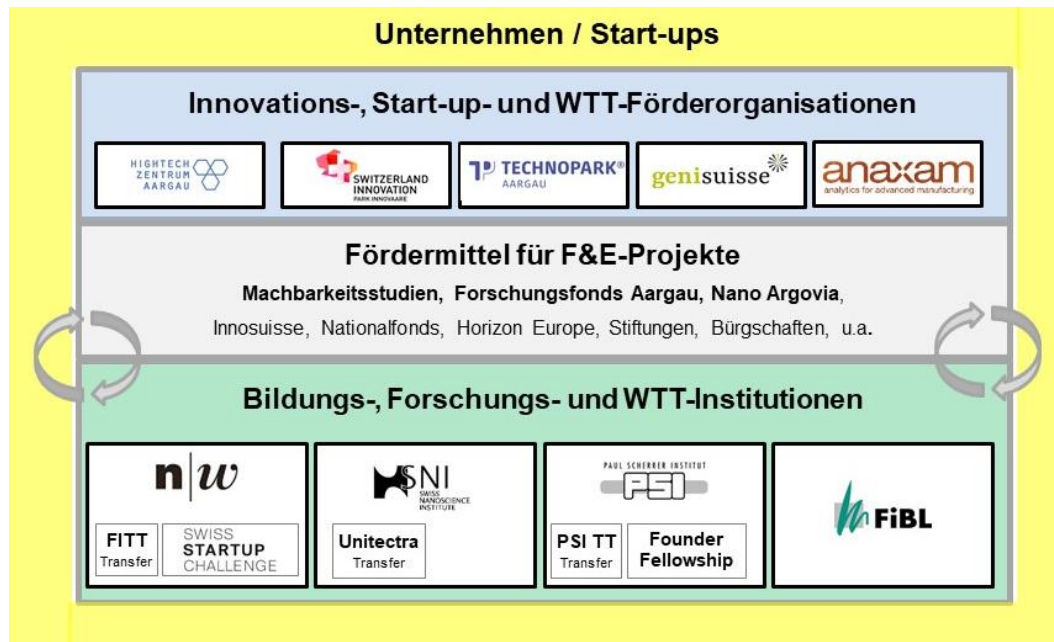 Unternehmen / Start-ups
Innovations-, Start-up- und WTT-Förderorganisationen
HIGHTECH
ZENTRUM
AARGAU
SWITZERLAND
INNOVATION
PARK INNOVAARE
TECHNOPARK®
AARGAU
genisuisse
anaxam
analytics for advanced manufacturing
Fördermittel für F&E-Projekte
Machbarkeitsstudien, Forschungsfonds Aargau, Nano Argovia,
Innosuisse, Nationalfonds, Horizon Europe, Stiftungen, Bürgschaften, u.a.
Bildungs-, Forschungs- und WTT-Institutionen
n|w
FITT
Transfer
SWISS
STARTUP
CHALLENGE
SNI
SWISS
NANOSCIENCE
INSTITUTE
Unitectra
Transfer
PAUL SCHERRER INSTITUT
PSI
PSI TT
Transfer
Founder
Fellowship
FiBL